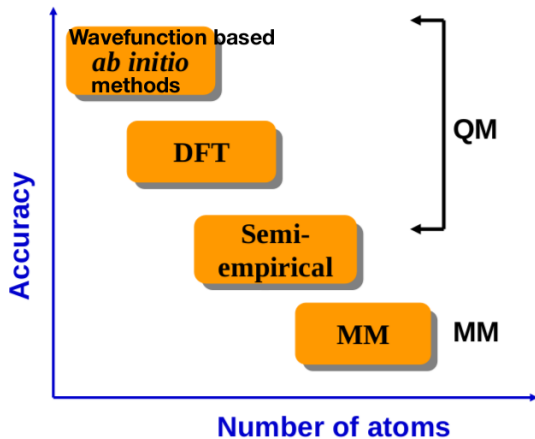 Wavefunction based
ab initio
methods
QM
DFT
Semi-
empirical
MM
MM
Accuracy
Number of atoms